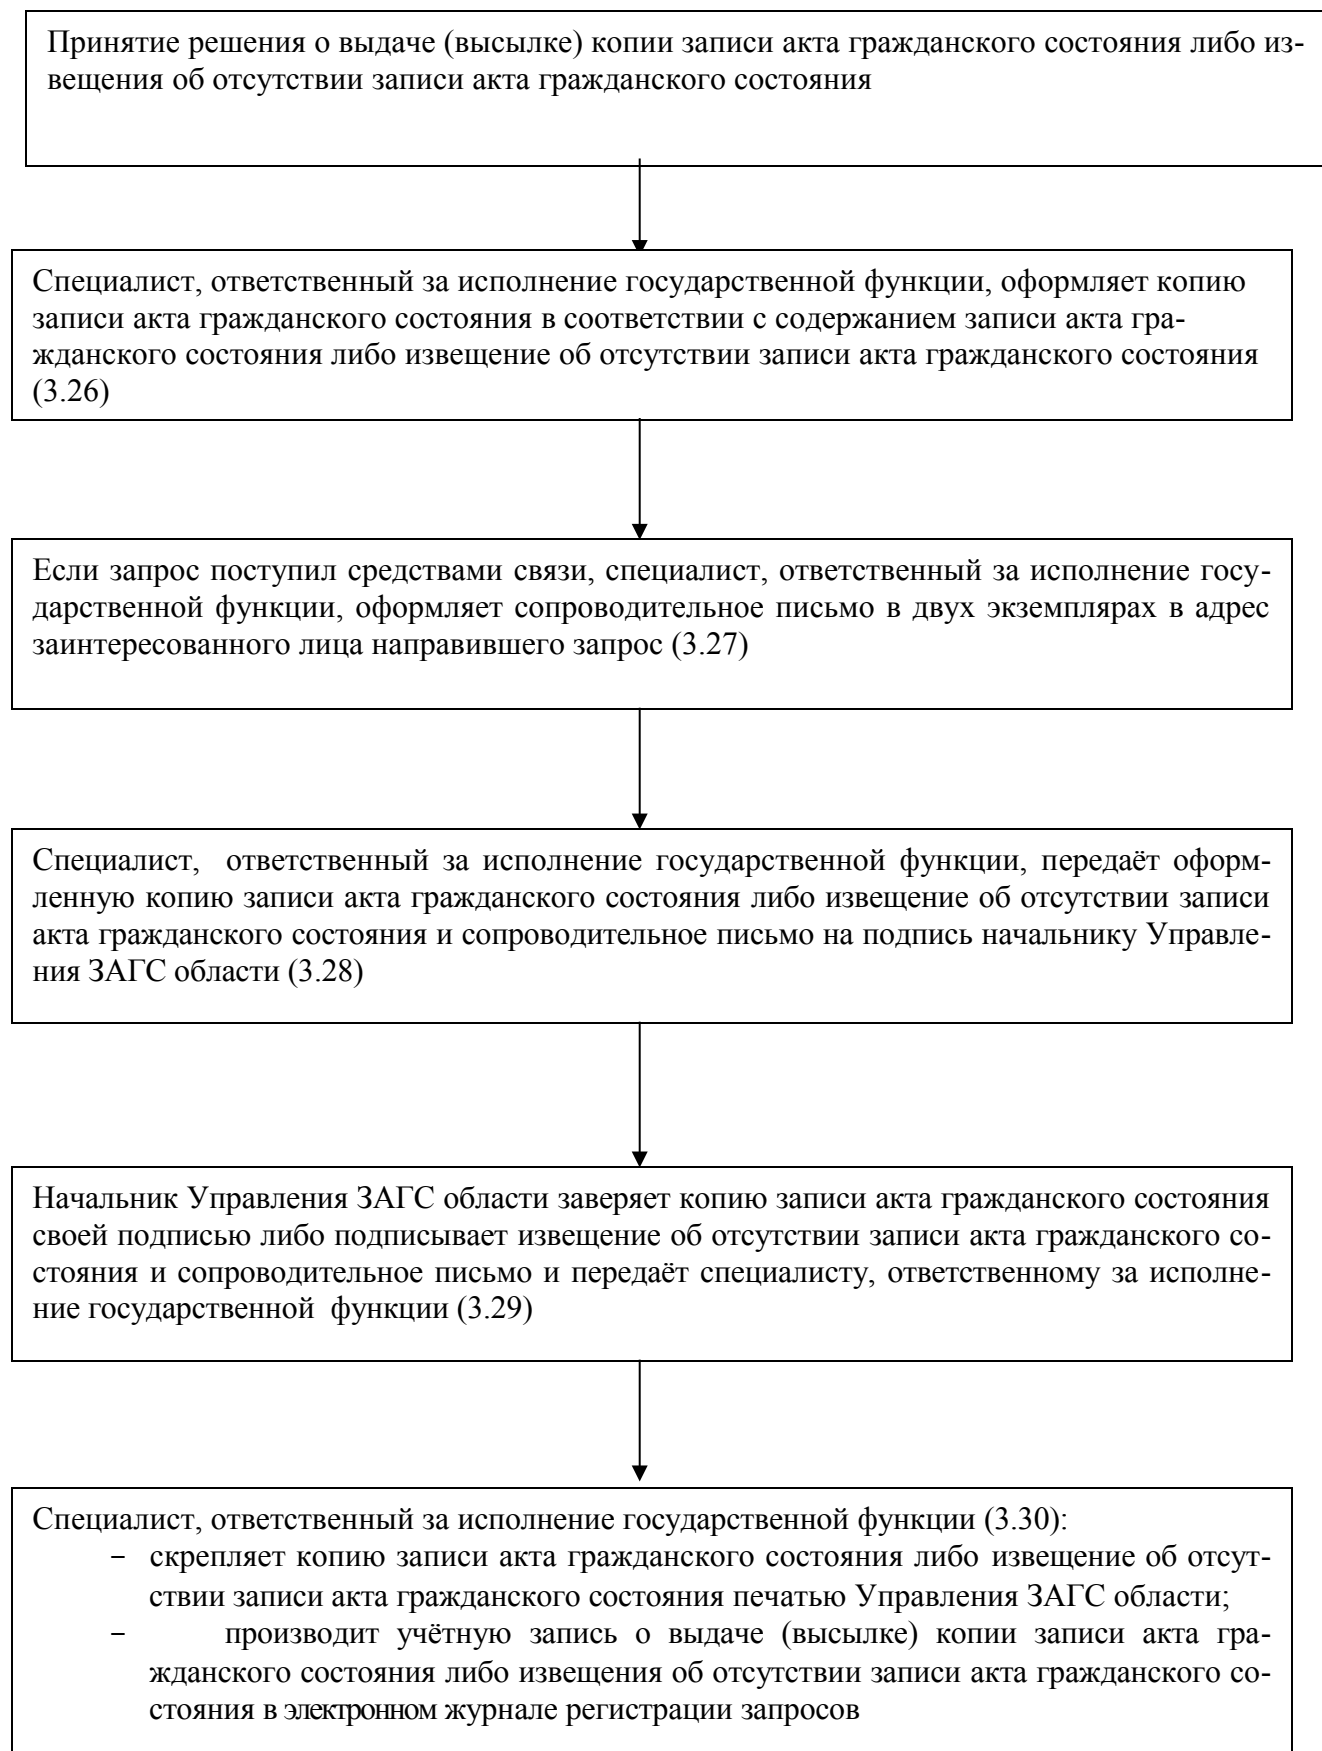 Принятие решения о выдаче (высылке) копии записи акта гражданского состояния либо из-
вещения об отсутствии записи акта гражданского состояния
Специалист, ответственный за исполнение государственной функции, оформляет копию
записи акта гражданского состояния в соответствии с содержанием записи акта гра-
жданского состояния либо извещение об отсутствии записи акта гражданского состояния
(3.26)
Если запрос поступил средствами связи, специалист, ответственный за исполнение госу-
дарственной функции, оформляет сопроводительное письмо в двух экземплярах в адрес
заинтересованного лица направившего запрос (3.27)
Специалист, ответственный за исполнение государственной функции, передаёт оформ-
ленную копию записи акта гражданского состояния либо извещение об отсутствии записи
акта гражданского состояния и сопроводительное письмо на подпись начальнику Управле-
ния ЗАГС области (3.28)
Начальник Управления ЗАГС области заверяет копию записи акта гражданского состояния
своей подписью либо подписывает извещение об отсутствии записи акта гражданского со-
стояния и сопроводительное письмо и передаёт специалисту, ответственному за исполне-
ние государственной функции (3.29)
Специалист, ответственный за исполнение государственной функции (3.30):
- скрепляет копию записи акта гражданского состояния либо извещение об отсут-
ствии записи акта гражданского состояния печатью Управления ЗАГС области;
- производит учётную запись о выдаче (высылке) копии записи акта гра-
жданского состояния либо извещения об отсутствии записи акта гражданского со-
стояния в электронном журнале регистрации запросов